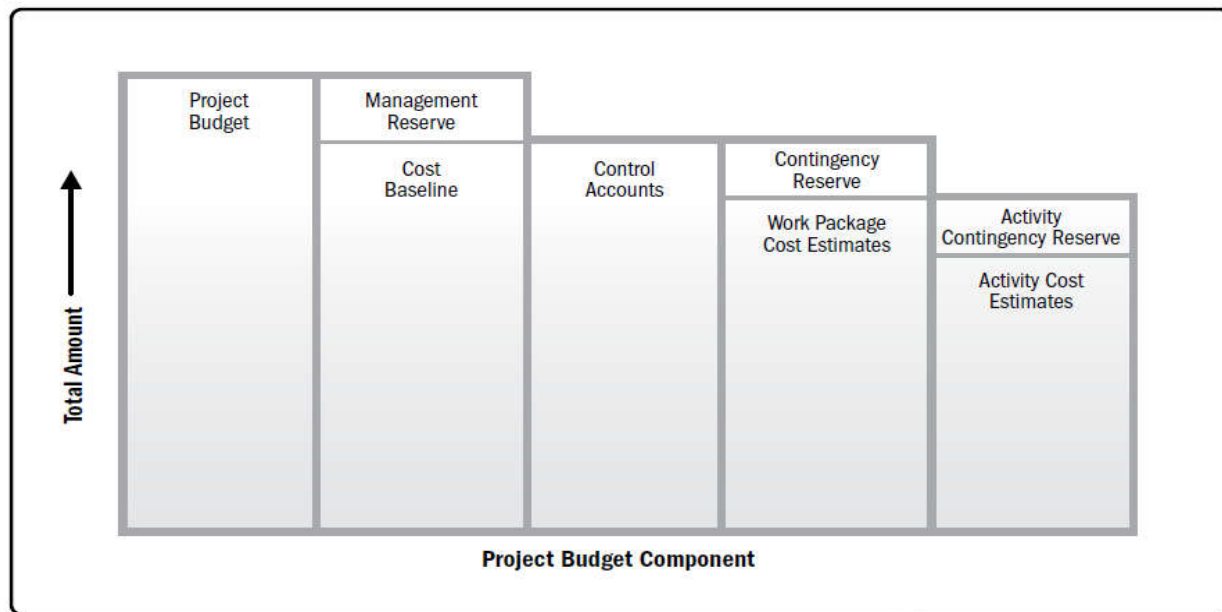 Project
Budget
Management
Reserve
Cost
Baseline
Control
Accounts
Contingency
Reserve
Work Package
Cost Estimates
Activity
Contingency Reserve
Activity Cost
Estimates
Total Amount
Project Budget Component